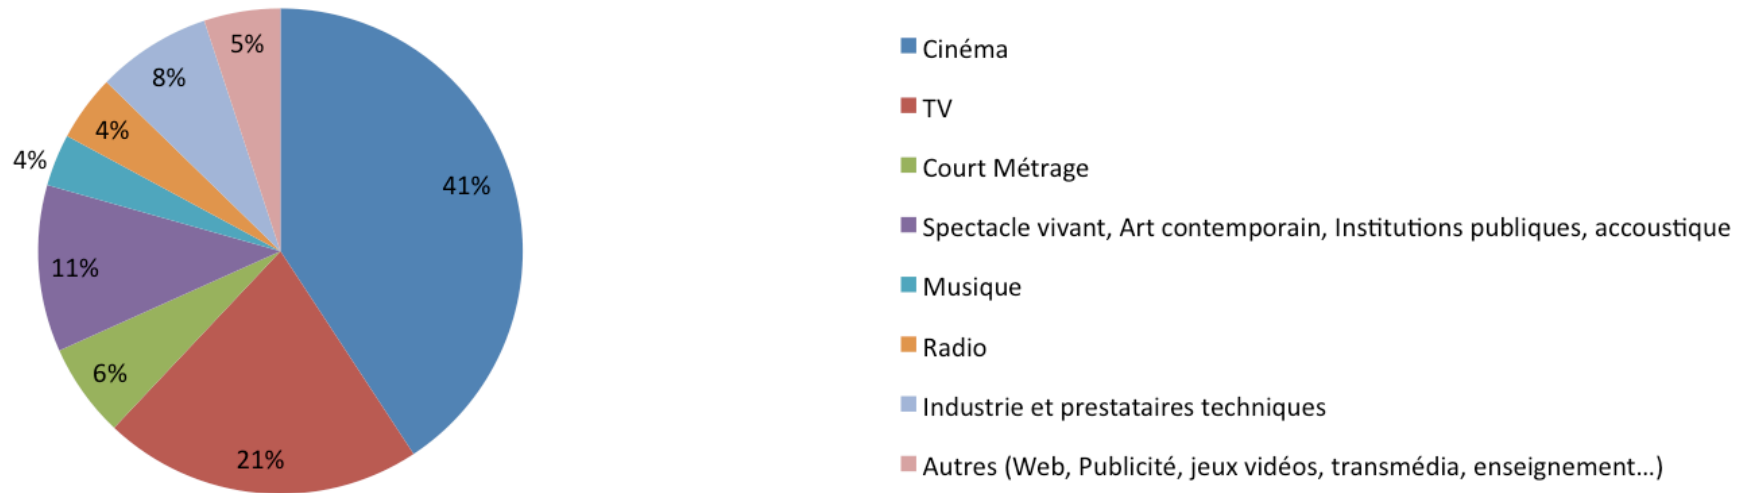 5%
8%
4%
4%
41%
11%
6%
21%
Cinéma
TV
Court Métrage
Spectacle vivant, Art contemporain, Institutions publiques, accoustique
Musique
Radio
Industrie et prestataires techniques
Autres (Web, Publicité, jeux vidéos, transmédia, enseignement...)